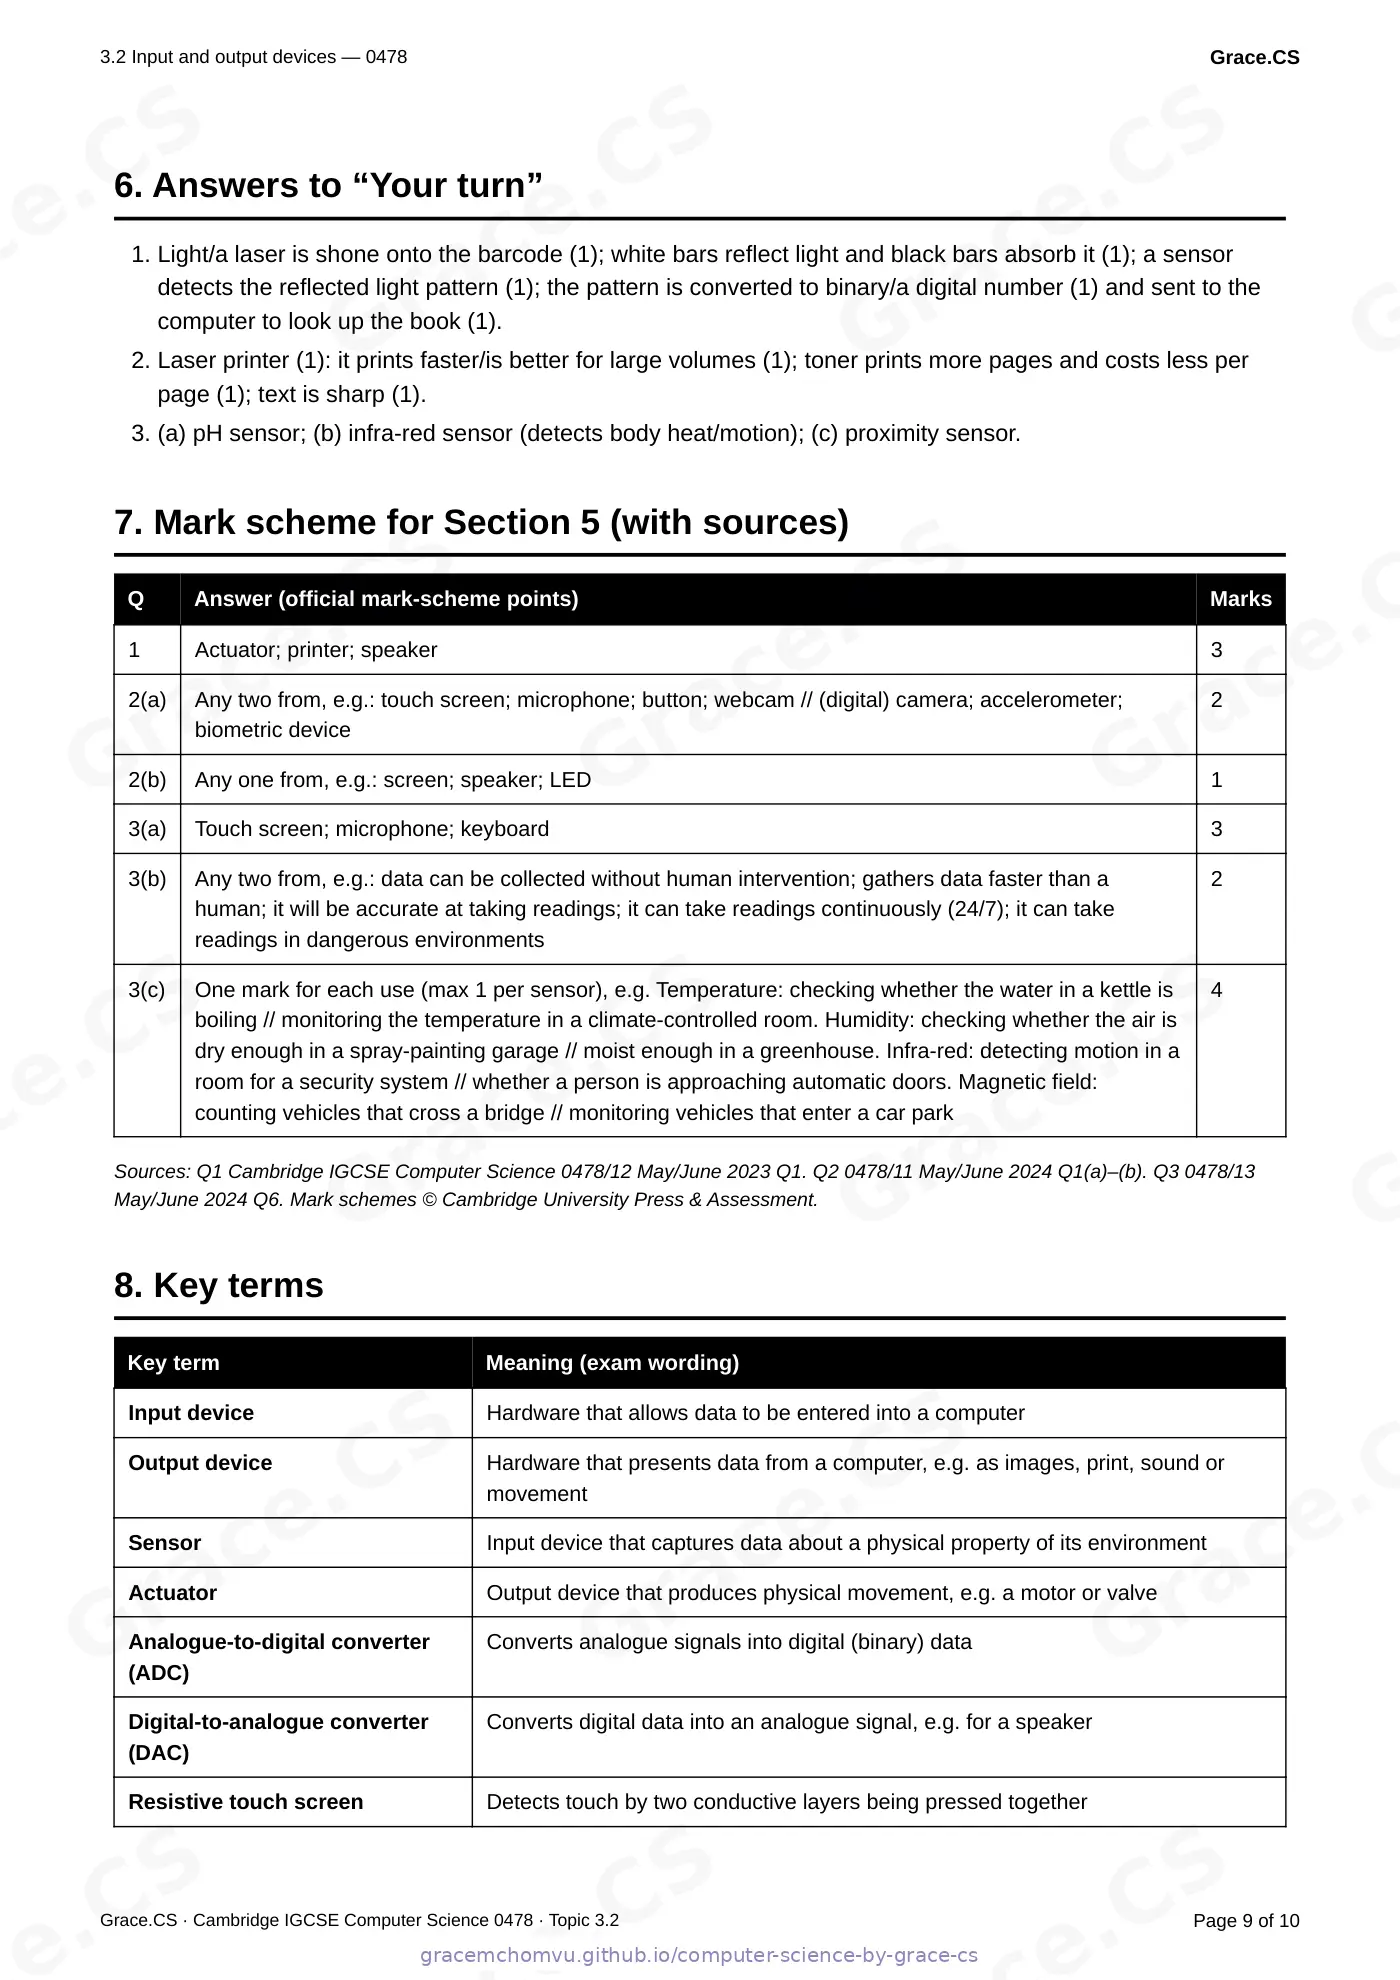 3.2 Input and output devices — 0478
Grace.CS
6. Answers to “Your turn”
1. Light/a laser is shone onto the barcode (1); white bars reflect light and black bars absorb it (1); a sensor
detects the reflected light pattern (1); the pattern is converted to binary/a digital number (1) and sent to the
computer to look up the book (1).
2. Laser printer (1): it prints faster/is better for large volumes (1); toner prints more pages and costs less per
page (1); text is sharp (1).
3. (a) pH sensor; (b) infra-red sensor (detects body heat/motion); (c) proximity sensor.
7. Mark scheme for Section 5 (with sources)
Q Answer (official mark-scheme points) Marks
1 Actuator; printer; speaker 3
2(a) Any two from, e.g.: touch screen; microphone; button; webcam // (digital) camera; accelerometer; 2
biometric device
2(b) Any one from, e.g.: screen; speaker; LED 1
3(a) Touch screen; microphone; keyboard 3
3(b) Any two from, e.g.: data can be collected without human intervention; gathers data faster than a 2
human; it will be accurate at taking readings; it can take readings continuously (24/7); it can take
readings in dangerous environments
3(c) One mark for each use (max 1 per sensor), e.g. Temperature: checking whether the water in a kettle is 4
boiling // monitoring the temperature in a climate-controlled room. Humidity: checking whether the air is
dry enough in a spray-painting garage // moist enough in a greenhouse. Infra-red: detecting motion in a
room for a security system // whether a person is approaching automatic doors. Magnetic field:
counting vehicles that cross a bridge // monitoring vehicles that enter a car park
Sources: Q1 Cambridge IGCSE Computer Science 0478/12 May/June 2023 Q1. Q2 0478/11 May/June 2024 Q1(a)–(b). Q3 0478/13
May/June 2024 Q6. Mark schemes © Cambridge University Press & Assessment.
8. Key terms
Key term Meaning (exam wording)
Input device Hardware that allows data to be entered into a computer
Output device Hardware that presents data from a computer, e.g. as images, print, sound or
movement
Sensor Input device that captures data about a physical property of its environment
Actuator Output device that produces physical movement, e.g. a motor or valve
Analogue-to-digital converter Converts analogue signals into digital (binary) data
(ADC)
Digital-to-analogue converter Converts digital data into an analogue signal, e.g. for a speaker
(DAC)
Resistive touch screen Detects touch by two conductive layers being pressed together
Grace.CS · Cambridge IGCSE Computer Science 0478 · Topic 3.2
Page 9 of 10
gracemchomvu.github.io/computer-science-by-grace-cs